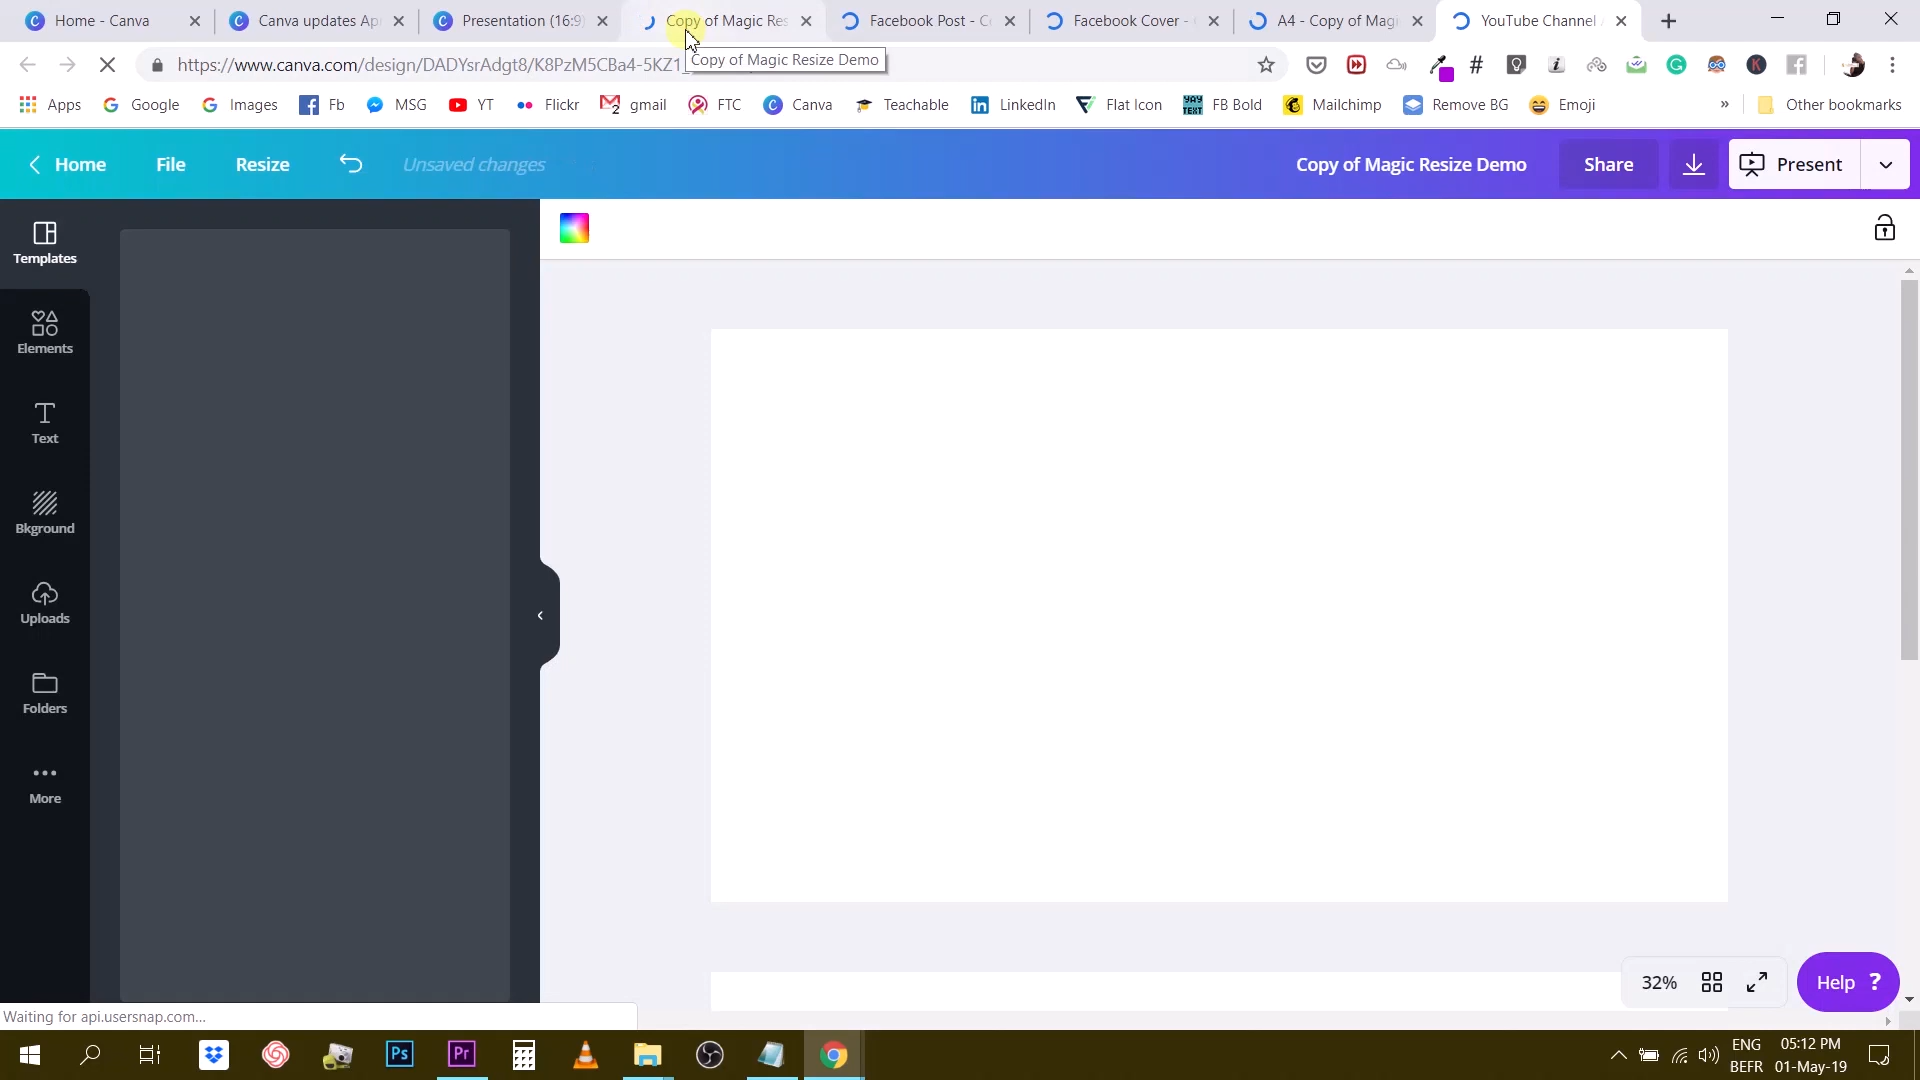 Home - Canva
Canva updates Ap
Presentation (16:9)
Copy of Magic Res
Facebook Post - C
Facebook Cover -
A4 - Copy of Magi
YouTube Channel
https://www.canva.com/design/DADYsrAdgt8/K8PzM5CBa4-5KZ1
Copy of Magic Resize Demo
Apps
Google
Images
Fb
MSG
YT
Flickr
gmail
FTC
Canva
Teachable
LinkedIn
Flat Icon
FB Bold
Mailchimp
Remove BG
Emoji
»
Other bookmarks
Home
File
Resize
Unsaved changes
Copy of Magic Resize Demo
Share
Present
Templates
Elements
Text
Bkground
Uploads
Folders
More
32%
Help ?
Waiting for api.usersnap.com...
ENG
BEFR
05:12 PM
01-May-19